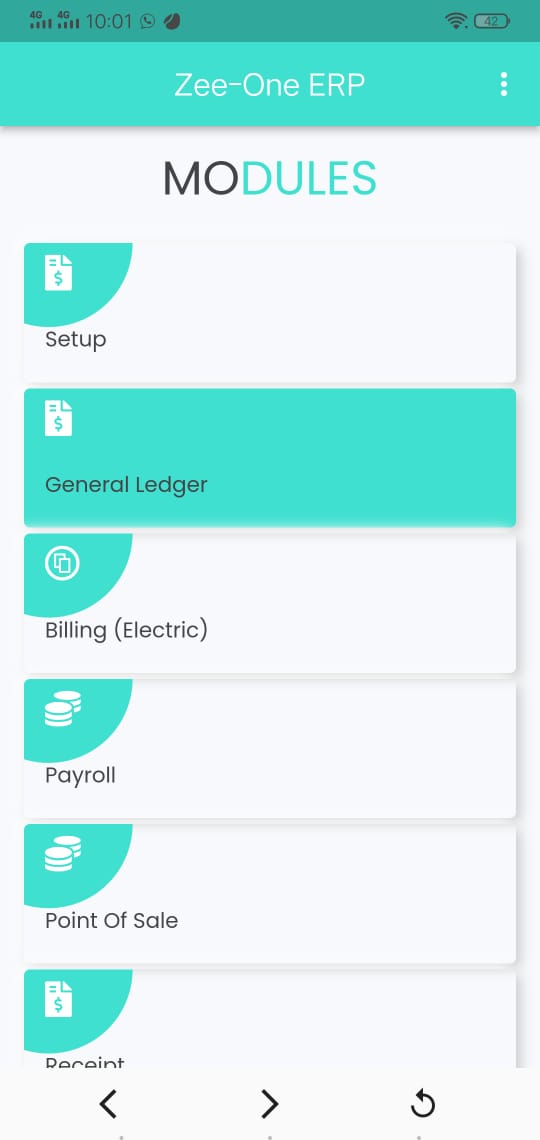 4G 4G 10:01 42
Zee-One ERP
MODULES
$
Setup
$
General Ledger
Billing (Electric)
Payroll
Point Of Sale
$
Receipt